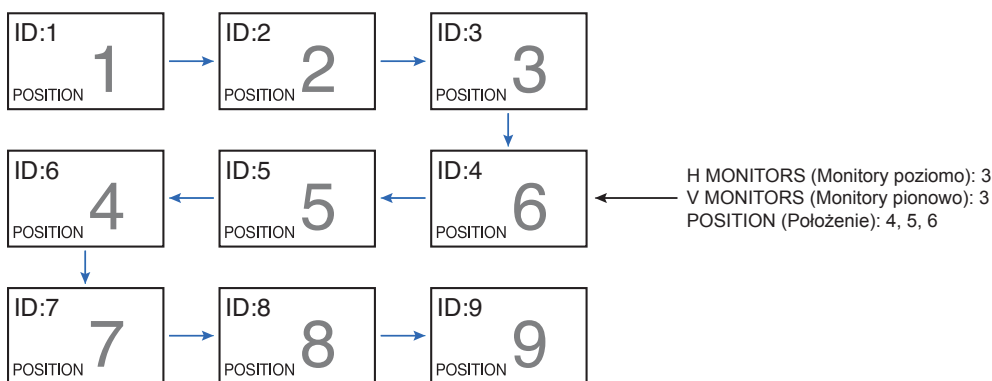 ID:1
1
POSITION
ID:2
2
POSITION
ID:3
3
POSITION
ID:6
4
POSITION
ID:5
5
POSITION
ID:4
6
POSITION
H MONITORS (Monitory poziomo): 3
V MONITORS (Monitory pionowo): 3
POSITION (Położenie): 4, 5, 6
ID:7
7
POSITION
ID:8
8
POSITION
ID:9
9
POSITION